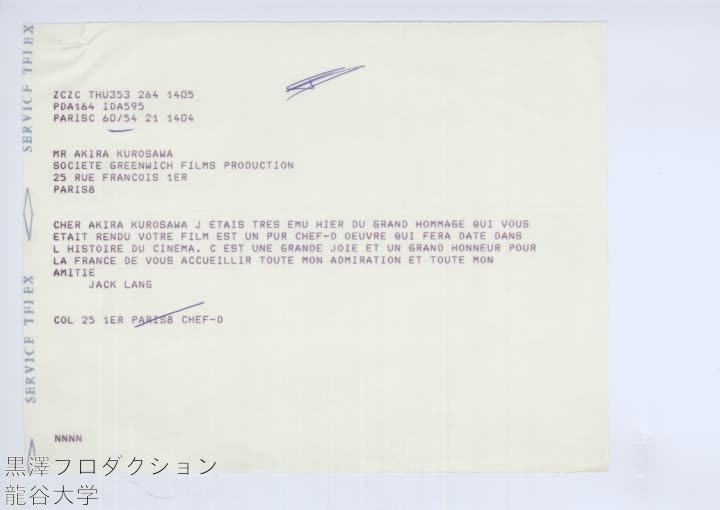 SERVICE TELEX
SERVICE TELEX
ZCZC THU353 264 1405
PDA164 IDA595
PARISC 60/54 21 1404
MR AKIRA KUROSAWA
SOCIETE GREENWICH FILMS PRODUCTION
25 RUE FRANCOIS 1ER
PARIS8
CHER AKIRA KUROSAWA J ETAIS TRES EMU HIER DU GRAND HOMMAGE QUI VOUS
ETAIT RENDU VOTRE FILM EST UN PUR CHEF-D OEUVRE QUI FERA DATE DANS
L HISTOIRE DU CINEMA. C EST UNE GRANDE JOIE ET UN GRAND HONNEUR POUR
LA FRANCE DE VOUS ACCUEILLIR TOUTE MON ADMIRATION ET TOUTE MON
AMITIE
JACK LANG
COL 25 1ER PARIS8 CHEF-D
NNNN
黒澤フロダクション
龍谷大学